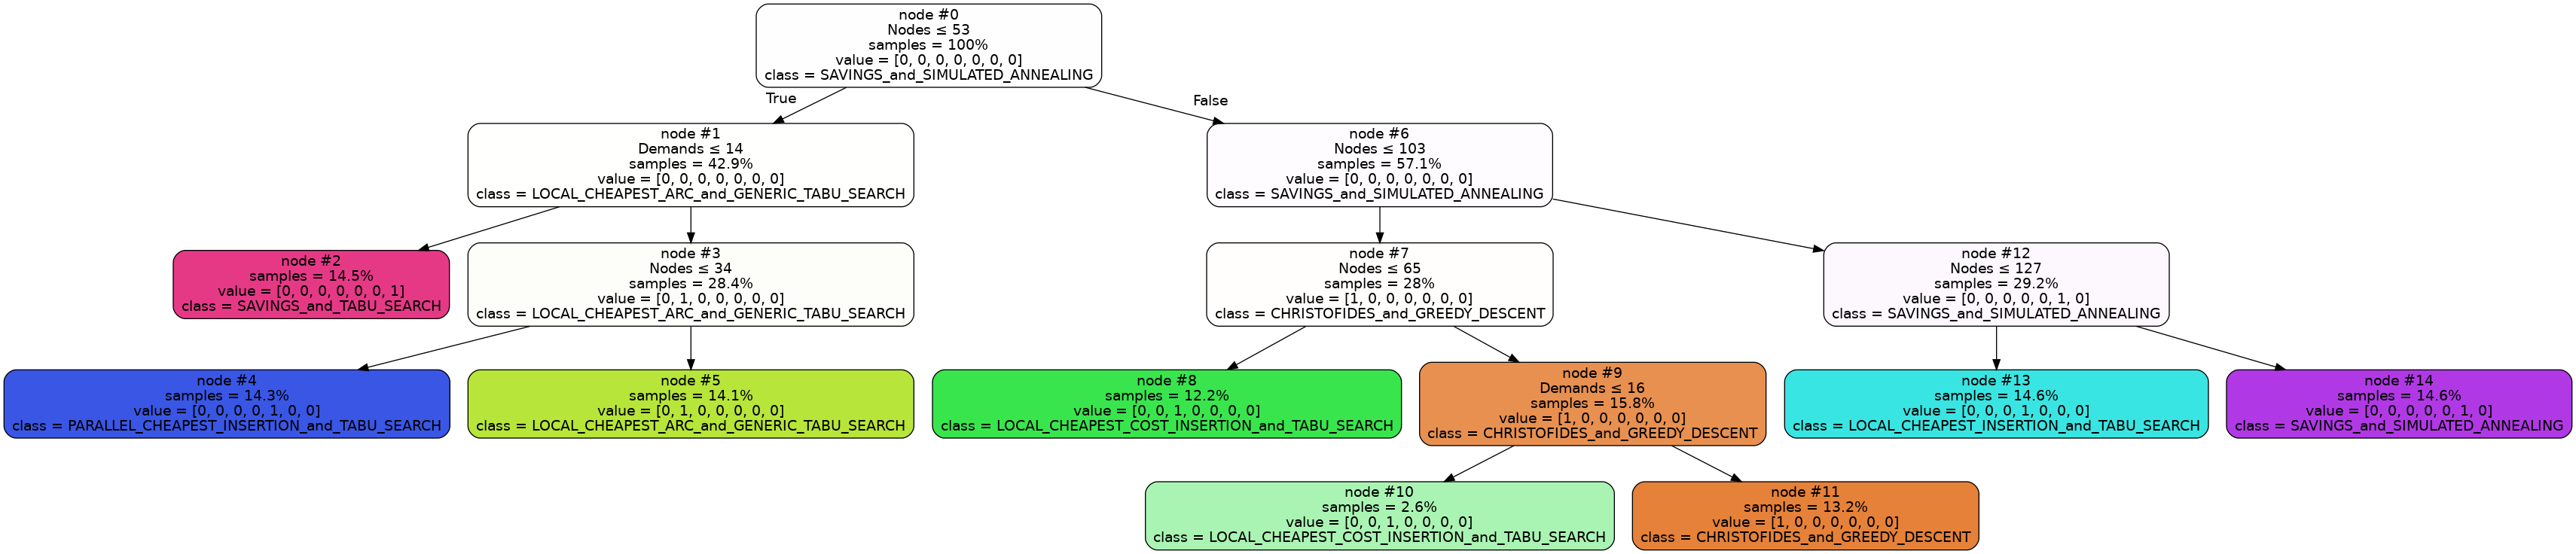 node #0
Nodes ≤ 53
samples = 100%
value = [0, 0, 0, 0, 0, 0, 0]
class = SAVINGS_and_SIMULATED_ANNEALING
True
False
node #1
Demands ≤ 14
samples = 42.9%
value = [0, 0, 0, 0, 0, 0, 0]
class = LOCAL_CHEAPEST_ARC_and_GENERIC_TABU_SEARCH
node #6
Nodes ≤ 103
samples = 57.1%
value = [0, 0, 0, 0, 0, 0, 0]
class = SAVINGS_and_SIMULATED_ANNEALING
node #2
samples = 14.5%
value = [0, 0, 0, 0, 0, 0, 1]
class = SAVINGS_and_TABU_SEARCH
node #3
Nodes ≤ 34
samples = 28.4%
value = [0, 1, 0, 0, 0, 0, 0]
class = LOCAL_CHEAPEST_ARC_and_GENERIC_TABU_SEARCH
node #7
Nodes ≤ 65
samples = 28%
value = [1, 0, 0, 0, 0, 0, 0]
class = CHRISTOFIDES_and_GREEDY_DESCENT
node #12
Nodes ≤ 127
samples = 29.2%
value = [0, 0, 0, 0, 0, 1, 0]
class = SAVINGS_and_SIMULATED_ANNEALING
node #4
samples = 14.3%
value = [0, 0, 0, 0, 1, 0, 0]
class = PARALLEL_CHEAPEST_INSERTION_and_TABU_SEARCH
node #5
samples = 14.1%
value = [0, 1, 0, 0, 0, 0, 0]
class = LOCAL_CHEAPEST_ARC_and_GENERIC_TABU_SEARCH
node #8
samples = 12.2%
value = [0, 0, 1, 0, 0, 0, 0]
class = LOCAL_CHEAPEST_COST_INSERTION_and_TABU_SEARCH
node #9
Demands ≤ 16
samples = 15.8%
value = [1, 0, 0, 0, 0, 0, 0]
class = CHRISTOFIDES_and_GREEDY_DESCENT
node #13
samples = 14.6%
value = [0, 0, 0, 1, 0, 0, 0]
class = LOCAL_CHEAPEST_INSERTION_and_TABU_SEARCH
node #14
samples = 14.6%
value = [0, 0, 0, 0, 0, 1, 0]
class = SAVINGS_and_SIMULATED_ANNEALING
node #10
samples = 2.6%
value = [0, 0, 1, 0, 0, 0, 0]
class = LOCAL_CHEAPEST_COST_INSERTION_and_TABU_SEARCH
node #11
samples = 13.2%
value = [1, 0, 0, 0, 0, 0, 0]
class = CHRISTOFIDES_and_GREEDY_DESCENT